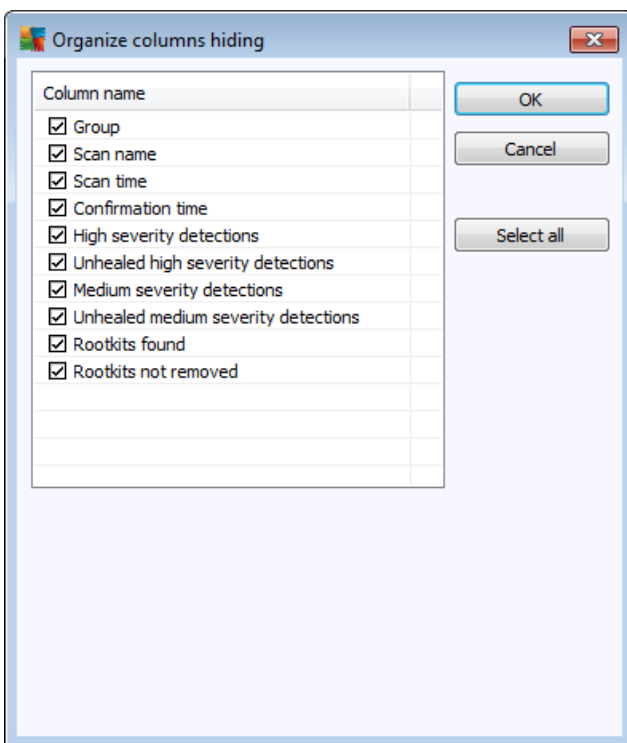 Organize columns hiding
Column name
Group
Scan name
Scan time
Confirmation time
High severity detections
Unhealed high severity detections
Medium severity detections
Unhealed medium severity detections
Rootkits found
Rootkits not removed
OK
Cancel
Select all